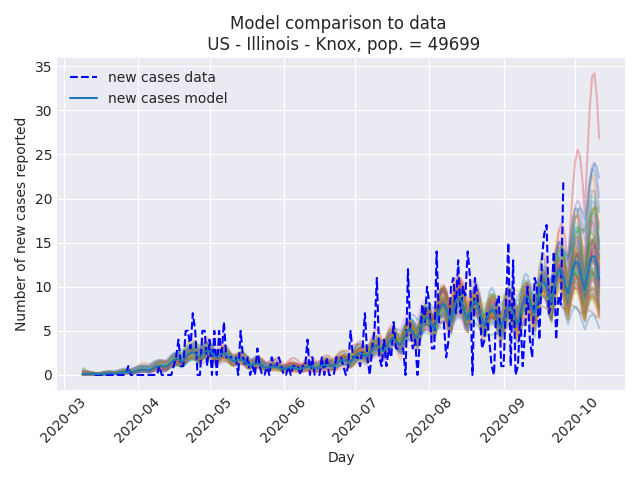 Model comparison to data
US - Illinois - Knox, pop. = 49699
new cases data
new cases model
Number of new cases reported
35
30
25
20
15
10
5
0
2020-03
2020-04
2020-05
2020-06
2020-07
2020-08
2020-09
2020-10
Day